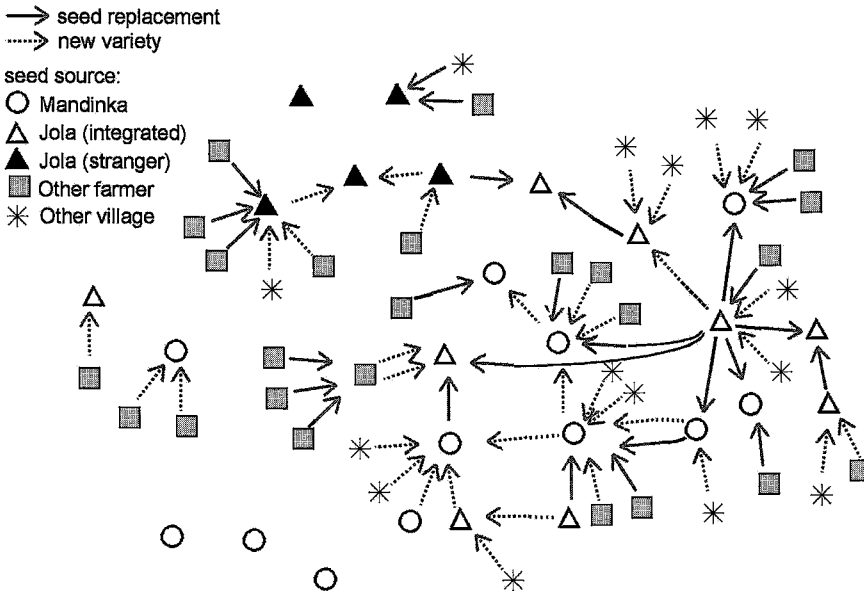 seed replacement
new variety
seed source:
Mandinka
Jola (integrated)
Jola (stranger)
Other farmer
Other village